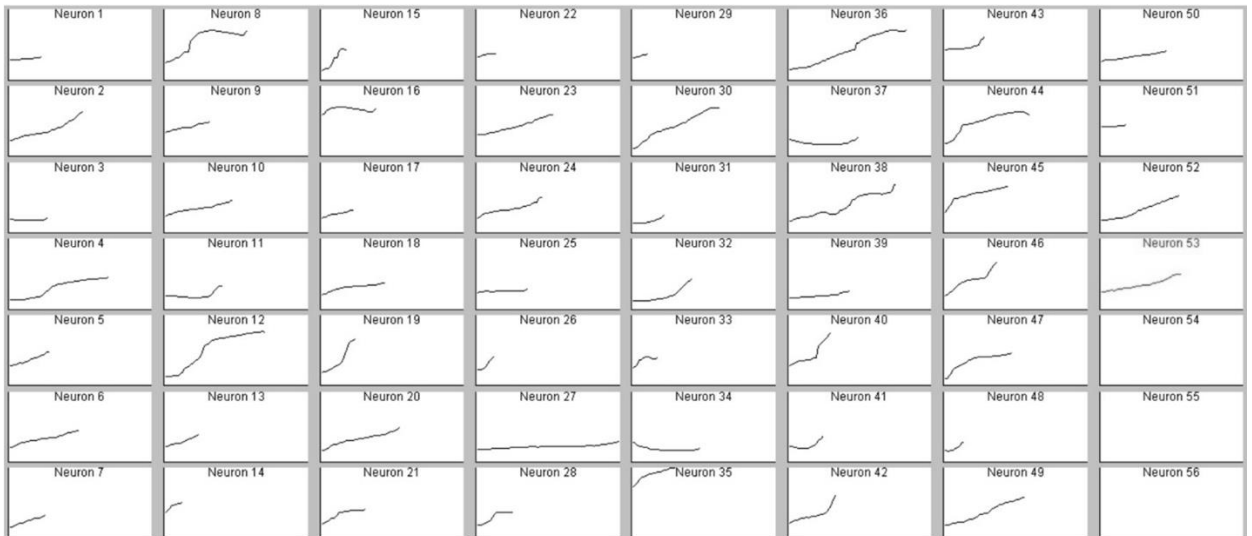 Neuron 1
Neuron 8
Neuron 15
Neuron 22
Neuron 29
Neuron 36
Neuron 43
Neuron 50
Neuron 2
Neuron 9
Neuron 16
Neuron 23
Neuron 30
Neuron 37
Neuron 44
Neuron 51
Neuron 3
Neuron 10
Neuron 17
Neuron 24
Neuron 31
Neuron 38
Neuron 45
Neuron 52
Neuron 4
Neuron 11
Neuron 18
Neuron 25
Neuron 32
Neuron 39
Neuron 46
Neuron 53
Neuron 5
Neuron 12
Neuron 19
Neuron 26
Neuron 33
Neuron 40
Neuron 47
Neuron 54
Neuron 6
Neuron 13
Neuron 20
Neuron 27
Neuron 34
Neuron 41
Neuron 48
Neuron 55
Neuron 7
Neuron 14
Neuron 21
Neuron 28
Neuron 35
Neuron 42
Neuron 49
Neuron 56